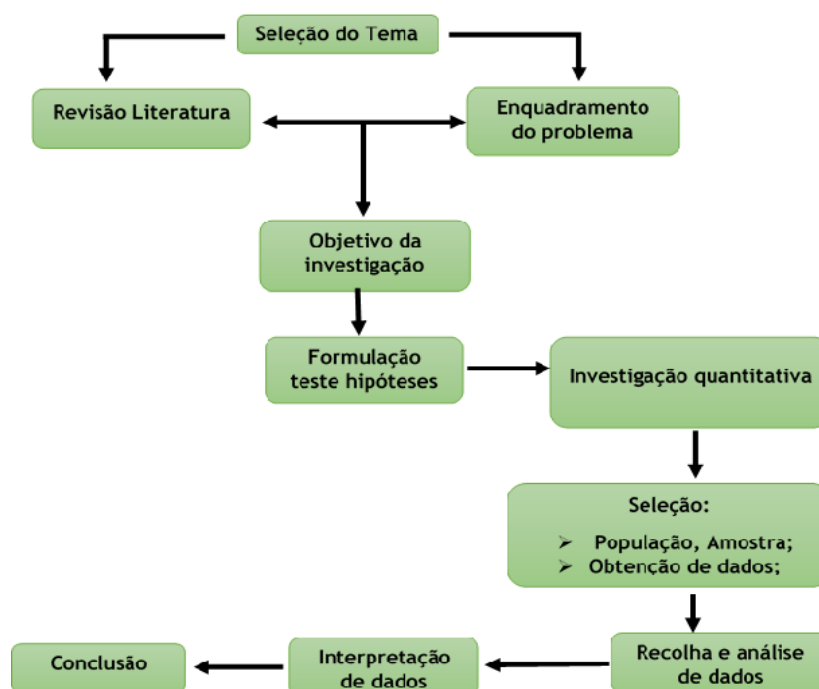 Seleção do Tema
Revisão Literatura
Enquadramento
do problema
Objetivo da
investigação
Formulação
teste hipóteses
Investigação quantitativa
Seleção:
➢ População, Amostra;
➢ Obtenção de dados;
Recolha e análise
de dados
Interpretação
de dados
Conclusão